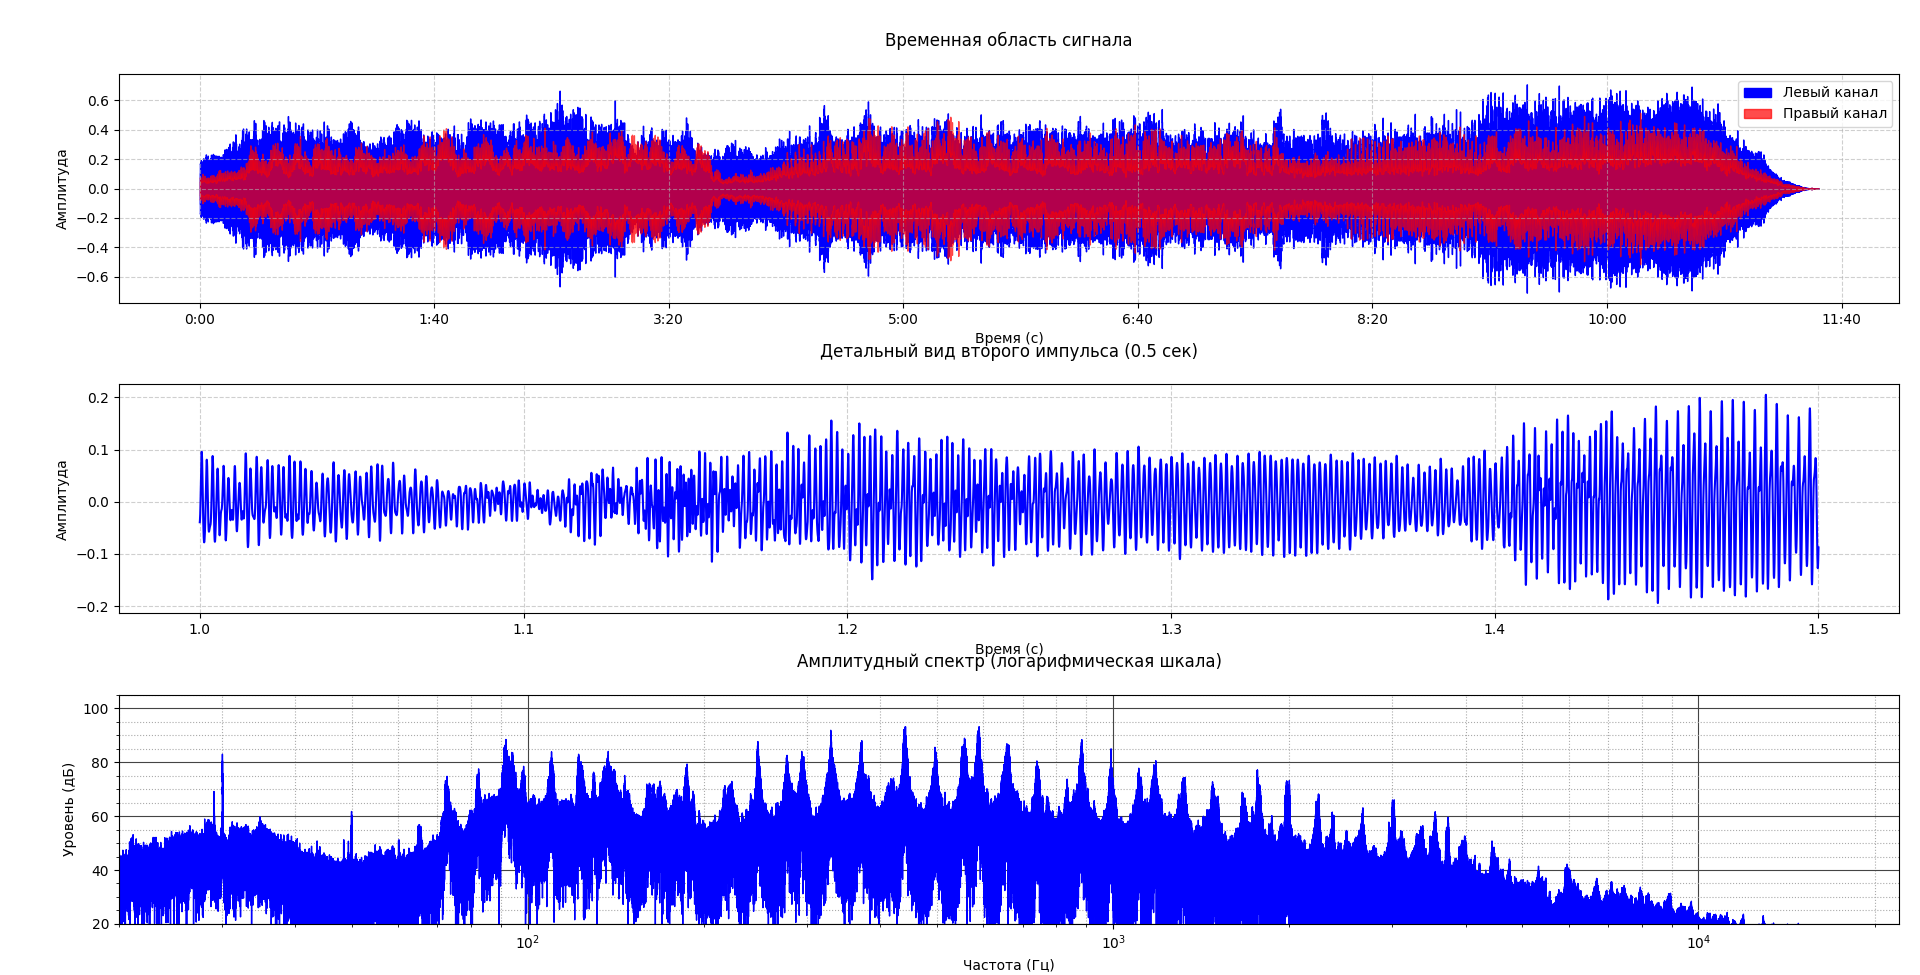 Временная область сигнала
Амплитуда
0.6
0.4
0.2
0.0
−0.2
−0.4
−0.6
Левый канал
Правый канал
0:00 1:40 3:20 5:00 6:40 8:20 10:00 11:40
Время (с)
Детальный вид второго импульса (0.5 сек)
Амплитуда
0.2
0.1
0.0
−0.1
−0.2
1.0 1.1 1.2 1.3 1.4 1.5
Время (с)
Амплитудный спектр (логарифмическая шкала)
Уровень (дБ)
100
80
60
40
20
10² 10³ 10⁴
Частота (Гц)